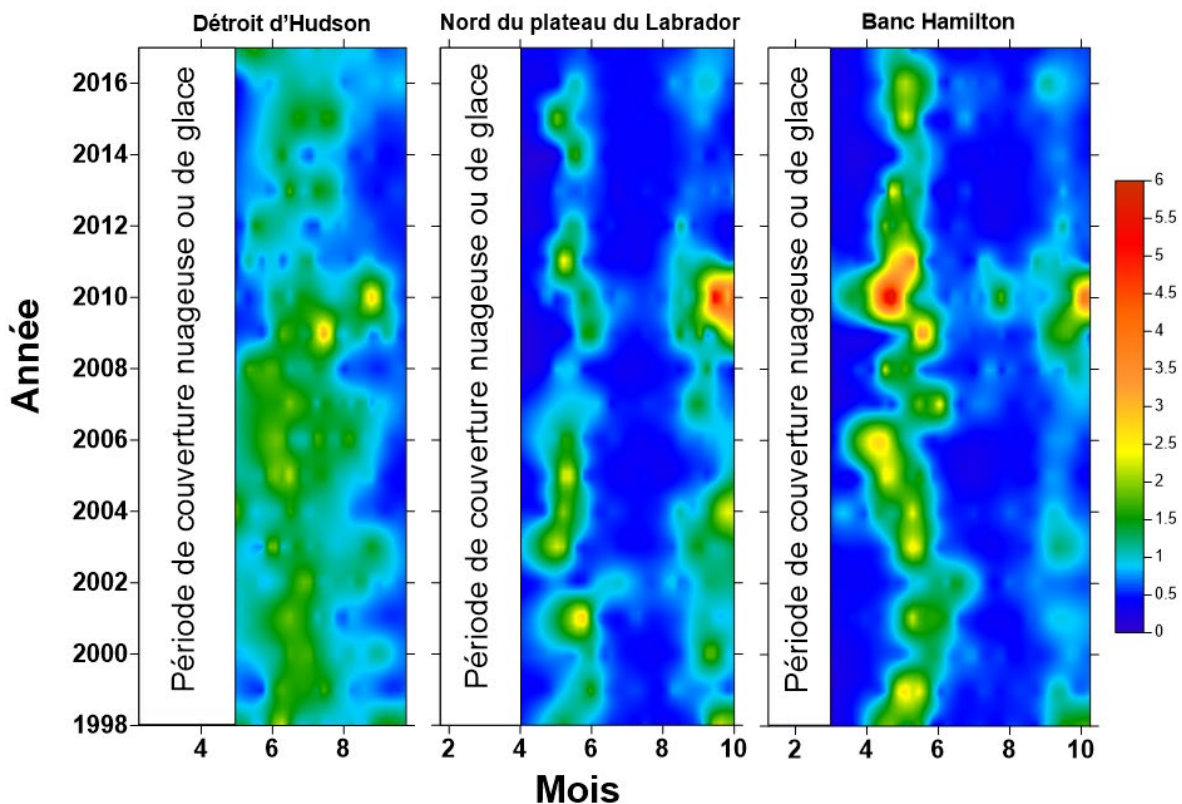 Détroit d'Hudson
Nord du plateau du Labrador
Banc Hamilton
Année
2016
2014
2012
2010
2008
2006
2004
2002
2000
1998
Période de couverture nuageuse ou de glace
Période de couverture nuageuse ou de glace
Période de couverture nuageuse ou de glace
4 6 8
2 4 6 8 10
2 4 6 8 10
Mois
6
5.5
5
4.5
4
3.5
3
2.5
2
1.5
1
0.5
0